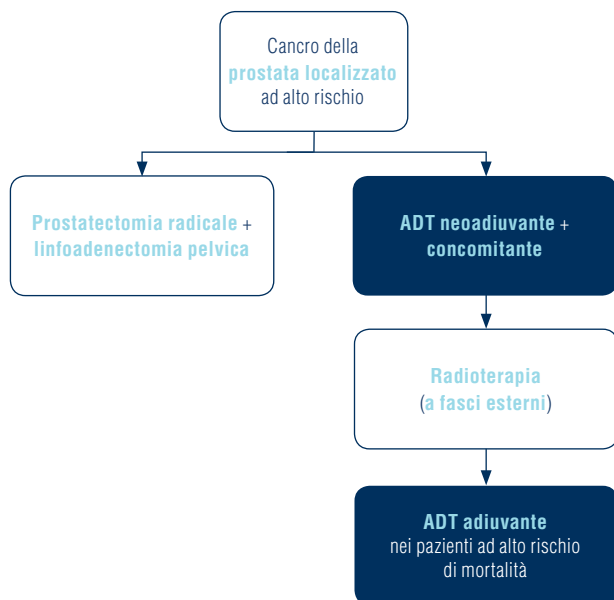 Cancro della
prostata localizzato
ad alto rischio
Prostatectomia radicale +
linfoadenectomia pelvica
ADT neoadiuvante +
concomitante
Radioterapia
(a fasci esterni)
ADT adiuvante
nei pazienti ad alto rischio
di mortalità